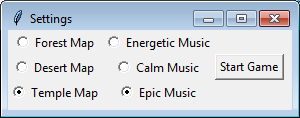 Settings
Forest Map Energetic Music
Desert Map Calm Music Start Game
Temple Map Epic Music